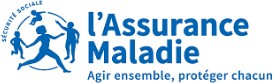 SÉCURITÉ SOCIALE
l'Assurance
Maladie
Agir ensemble, protéger chacun